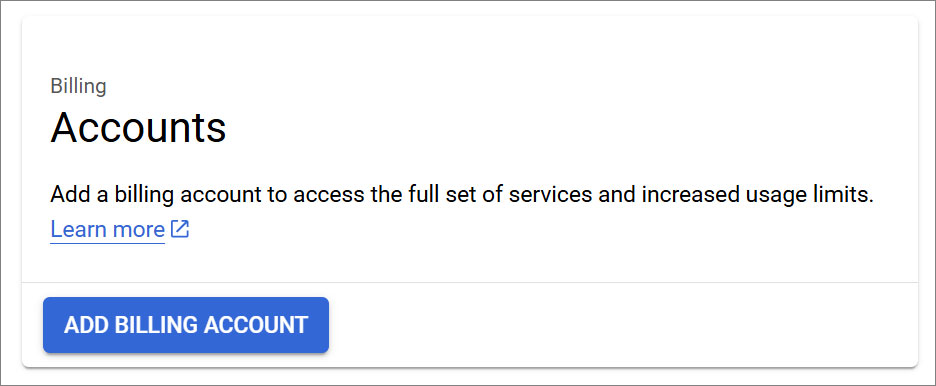 Billing
Accounts
Add a billing account to access the full set of services and increased usage limits.
Learn more
ADD BILLING ACCOUNT